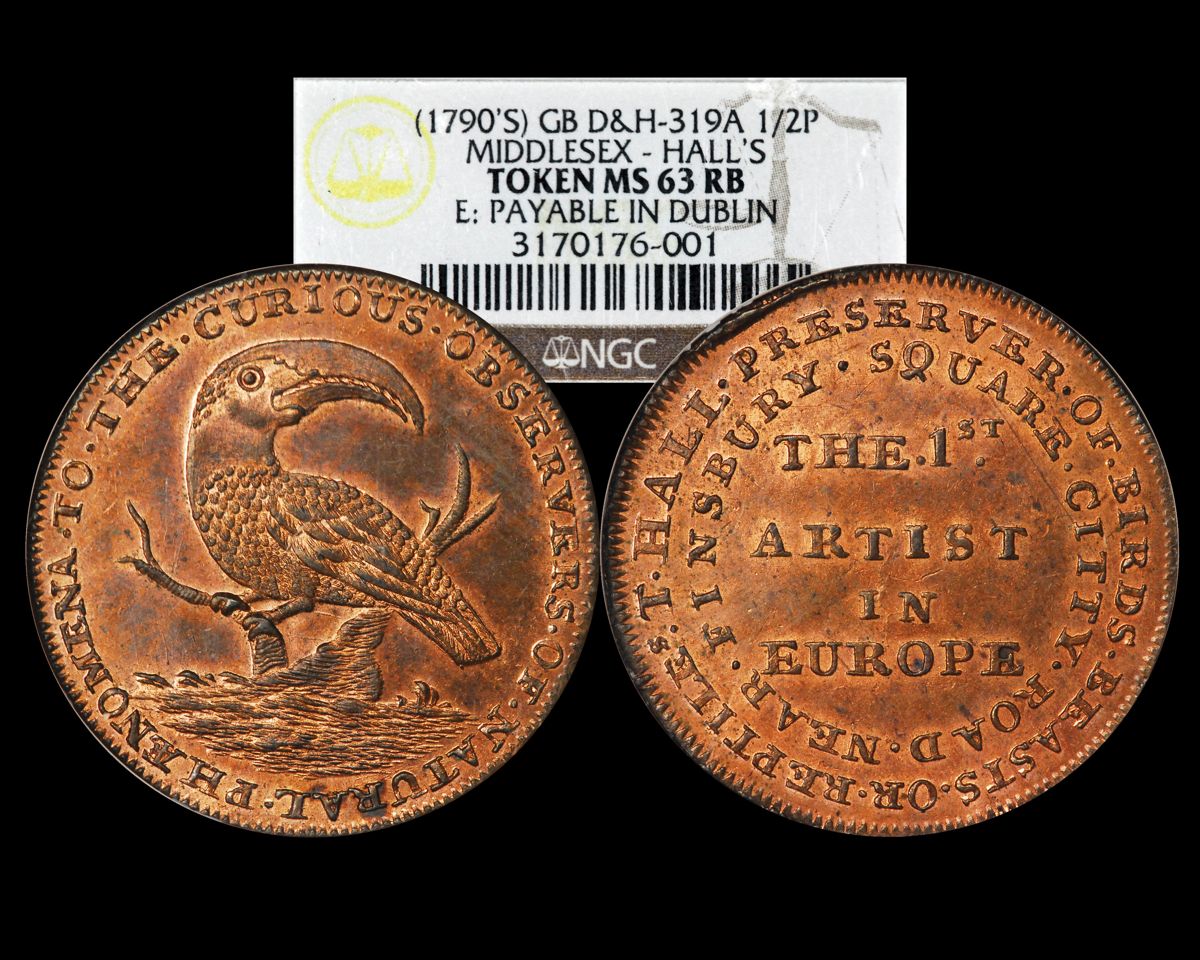 (1790'S) GB D&H-319A 1/2P
MIDDLESEX - HALL'S
TOKEN MS 63 RB
E: PAYABLE IN DUBLIN
3170176-001
NGC
TO · THE · CURIOUS · OBSERVERS · OF · NATURAL · PHÆNOMENA
T · HALL · PRESERVER · OF · BIRDS · BEASTS · OR · REPTILES
CITTY · ROAD · NEAR FINSBURY · SQUARE
THE · 1ST
ARTIST
IN
EUROPE